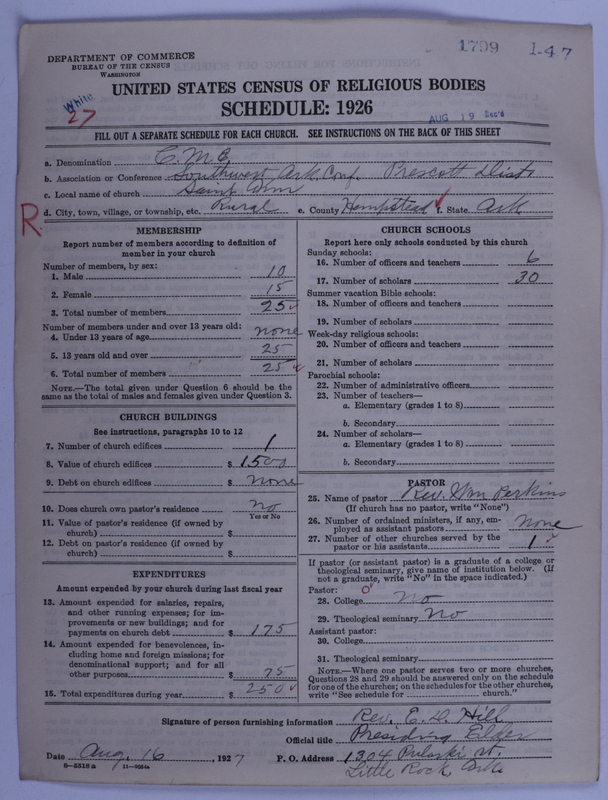 1799 1-47
DEPARTMENT OF COMMERCE
BUREAU OF THE CENSUS
WASHINGTON
UNITED STATES CENSUS OF RELIGIOUS BODIES
SCHEDULE: 1926
White
27
AUG 19 Rec'd
FILL OUT A SEPARATE SCHEDULE FOR EACH CHURCH. SEE INSTRUCTIONS ON THE BACK OF THIS SHEET
a. Denomination C.M.E.
b. Association or Conference Southwest Ark. Conf. Prescott Dist.
c. Local name of church Saint
d. City, town, village, or township, etc. Rural e. County Hempstead f. State Ark
R.
MEMBERSHIP
Report number of members according to definition of
member in your church
Number of members, by sex:
1. Male 10
2. Female 15
3. Total number of members 25
Number of members under and over 13 years old:
4. Under 13 years of age none
5. 13 years old and over 25
6. Total number of members 25
NOTE.—The total given under Question 6 should be the
same as the total of males and females given under Question 3.
CHURCH BUILDINGS
See instructions, paragraphs 10 to 12
7. Number of church edifices 1
8. Value of church edifices $ 1500
9. Debt on church edifices $ none
10. Does church own pastor's residence no
Yes or No
11. Value of pastor's residence (if owned by
church) $
12. Debt on pastor's residence (if owned by
church) $
EXPENDITURES
Amount expended by your church during last fiscal year
13. Amount expended for salaries, repairs,
and other running expenses; for im-
provements or new buildings; and for
payments on church debt $ 175
14. Amount expended for benevolences, in-
cluding home and foreign missions; for
denominational support; and for all
other purposes $ 75
15. Total expenditures during year $ 250
CHURCH SCHOOLS
Report here only schools conducted by this church
Sunday schools:
16. Number of officers and teachers 6
17. Number of scholars 30
Summer vacation Bible schools:
18. Number of officers and teachers
19. Number of scholars
Week-day religious schools:
20. Number of officers and teachers
21. Number of scholars
Parochial schools:
22. Number of administrative officers
23. Number of teachers—
a. Elementary (grades 1 to 8)
b. Secondary
24. Number of scholars—
a. Elementary (grades 1 to 8)
b. Secondary
PASTOR
25. Name of pastor Rev. Wm Perkins
(If church has no pastor, write "None")
26. Number of ordained ministers, if any, em-
ployed as assistant pastors none
27. Number of other churches served by the
pastor or his assistants 1
If pastor (or assistant pastor) is a graduate of a college or
theological seminary, give name of institution below. (If
not a graduate, write "No" in the space indicated.)
Pastor:
28. College No
29. Theological seminary No
Assistant pastor:
30. College
31. Theological seminary
NOTE.—Where one pastor serves two or more churches,
Questions 28 and 29 should be answered only on the schedule
for one of the churches; on the schedules for the other churches,
write "See schedule for church."
Signature of person furnishing information Rev. E. D. Hill
Official title Presiding Elder
Date Aug. 16, 1927 P. O. Address 1304 Pulaski St.
8-5518a Little Rock Ark